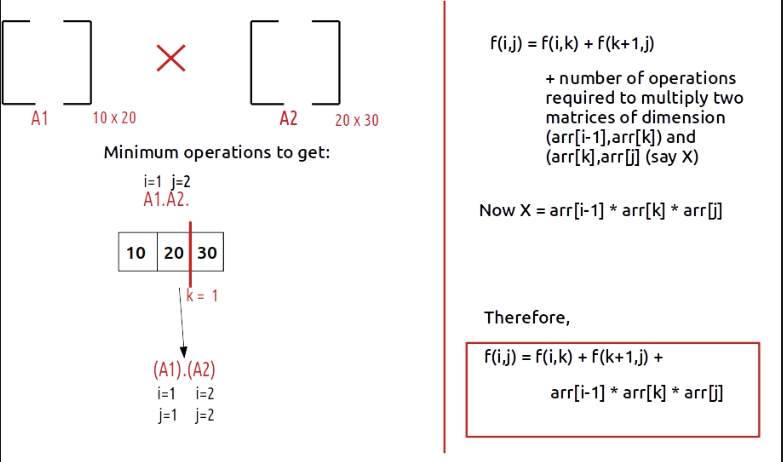 A1
10 x 20
A2
20 x 30
Minimum operations to get:
i=1 j=2
A1.A2.
10 20 30
k = 1
(A1).(A2)
i=1 i=2
j=1 j=2
f(i,j) = f(i,k) + f(k+1,j)
+ number of operations
required to multiply two
matrices of dimension
(arr[i-1],arr[k]) and
(arr[k],arr[j] (say X)
Now X = arr[i-1] * arr[k] * arr[j]
Therefore,
f(i,j) = f(i,k) + f(k+1,j) +
arr[i-1] * arr[k] * arr[j]